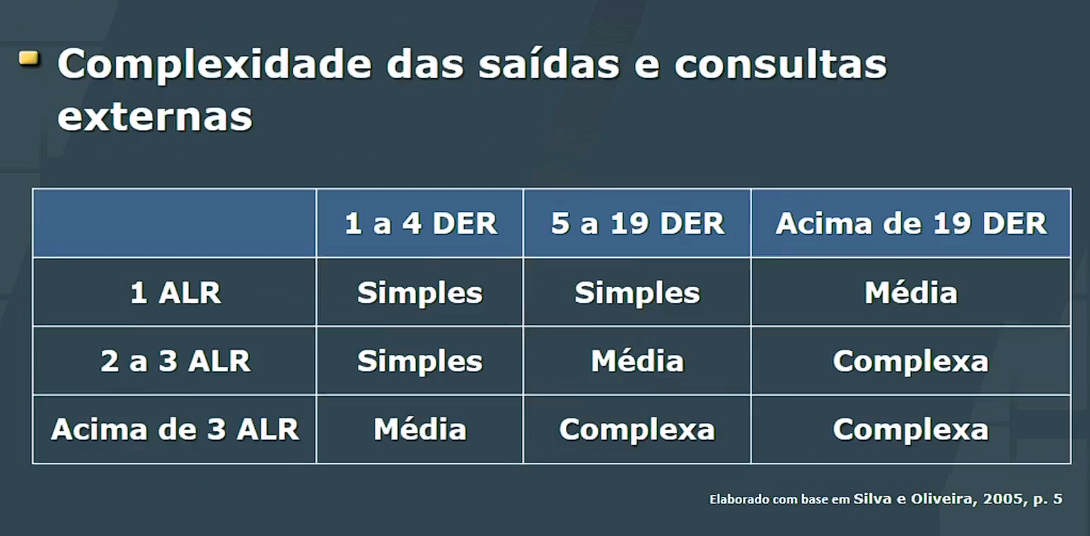 Complexidade das saídas e consultas
externas
1 a 4 DER 5 a 19 DER Acima de 19 DER
1 ALR Simples Simples Média
2 a 3 ALR Simples Média Complexa
Acima de 3 ALR Média Complexa Complexa
Elaborado com base em Silva e Oliveira, 2005, p. 5